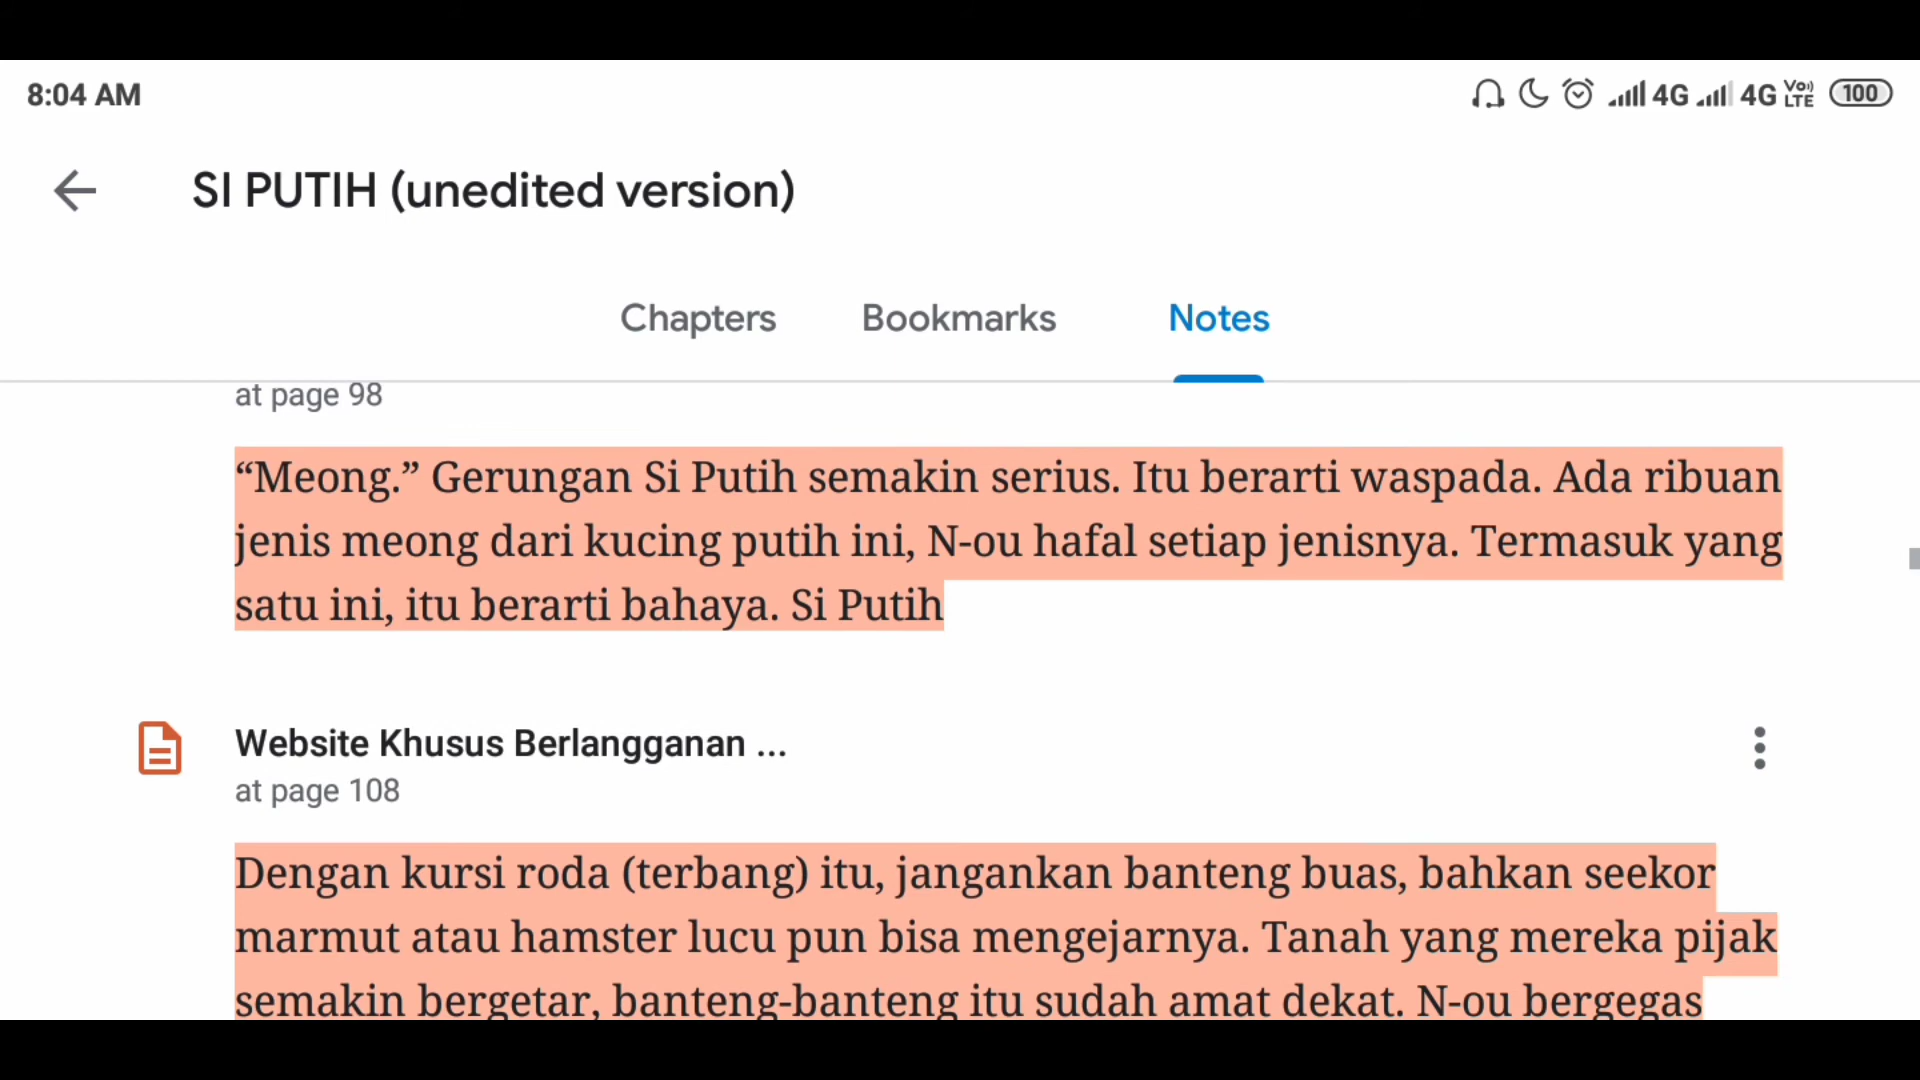 8:04 AM
4G 4G Vo) LTE 100
SI PUTIH (unedited version)
Chapters Bookmarks Notes
at page 98
“Meong.” Gerungan Si Putih semakin serius. Itu berarti waspada. Ada ribuan
jenis meong dari kucing putih ini, N-ou hafal setiap jenisnya. Termasuk yang
satu ini, itu berarti bahaya. Si Putih
Website Khusus Berlangganan ...
at page 108
Dengan kursi roda (terbang) itu, jangankan banteng buas, bahkan seekor
marmut atau hamster lucu pun bisa mengejarnya. Tanah yang mereka pijak
semakin bergetar, banteng-banteng itu sudah amat dekat. N-ou bergegas